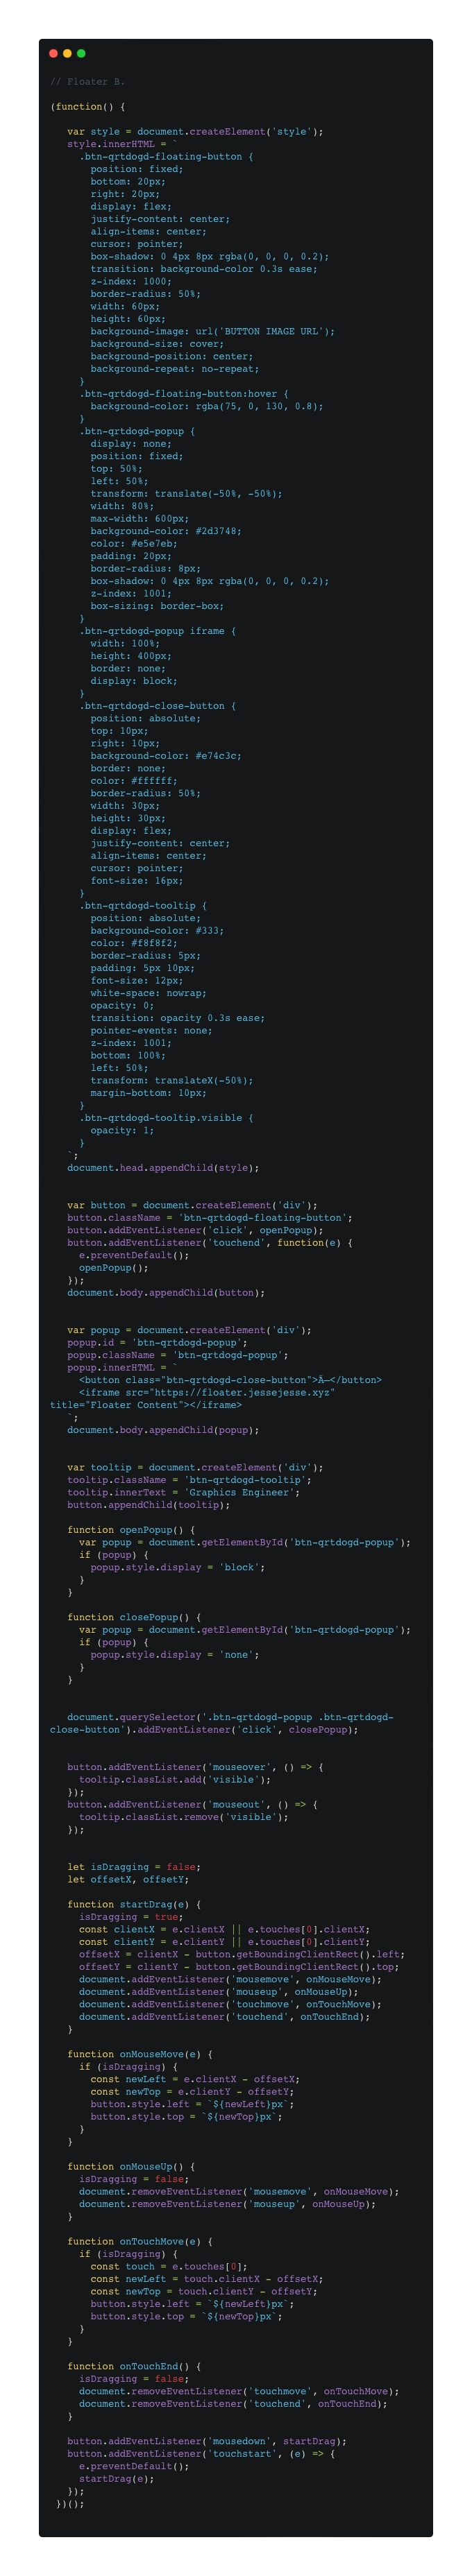 // Floater B.
(function() {
var style = document.createElement('style');
style.innerHTML = `
.btn-qrtdogd-floating-button {
position: fixed;
bottom: 20px;
right: 20px;
display: flex;
justify-content: center;
align-items: center;
cursor: pointer;
box-shadow: 0 4px 8px rgba(0, 0, 0, 0.2);
transition: background-color 0.3s ease;
z-index: 1000;
border-radius: 50%;
width: 60px;
height: 60px;
background-image: url('BUTTON IMAGE URL');
background-size: cover;
background-position: center;
background-repeat: no-repeat;
}
.btn-qrtdogd-floating-button:hover {
background-color: rgba(75, 0, 130, 0.8);
}
.btn-qrtdogd-popup {
display: none;
position: fixed;
top: 50%;
left: 50%;
transform: translate(-50%, -50%);
width: 80%;
max-width: 600px;
background-color: #2d3748;
color: #e5e7eb;
padding: 20px;
border-radius: 8px;
box-shadow: 0 4px 8px rgba(0, 0, 0, 0.2);
z-index: 1001;
box-sizing: border-box;
}
.btn-qrtdogd-popup iframe {
width: 100%;
height: 400px;
border: none;
display: block;
}
.btn-qrtdogd-close-button {
position: absolute;
top: 10px;
right: 10px;
background-color: #e74c3c;
border: none;
color: #ffffff;
border-radius: 50%;
width: 30px;
height: 30px;
display: flex;
justify-content: center;
align-items: center;
cursor: pointer;
font-size: 16px;
}
.btn-qrtdogd-tooltip {
position: absolute;
background-color: #333;
color: #f8f8f2;
border-radius: 5px;
padding: 5px 10px;
font-size: 12px;
white-space: nowrap;
opacity: 0;
transition: opacity 0.3s ease;
pointer-events: none;
z-index: 1001;
bottom: 100%;
left: 50%;
transform: translateX(-50%);
margin-bottom: 10px;
}
.btn-qrtdogd-tooltip.visible {
opacity: 1;
}
`;
document.head.appendChild(style);
var button = document.createElement('div');
button.className = 'btn-qrtdogd-floating-button';
button.addEventListener('click', openPopup);
button.addEventListener('touchend', function(e) {
e.preventDefault();
openPopup();
});
document.body.appendChild(button);
var popup = document.createElement('div');
popup.id = 'btn-qrtdogd-popup';
popup.className = 'btn-qrtdogd-popup';
popup.innerHTML = `
<button class="btn-qrtdogd-close-button">Ã—</button>
<iframe src="https://floater.jessejesse.xyz"
title="Floater Content"></iframe>
`;
document.body.appendChild(popup);
var tooltip = document.createElement('div');
tooltip.className = 'btn-qrtdogd-tooltip';
tooltip.innerText = 'Graphics Engineer';
button.appendChild(tooltip);
function openPopup() {
var popup = document.getElementById('btn-qrtdogd-popup');
if (popup) {
popup.style.display = 'block';
}
}
function closePopup() {
var popup = document.getElementById('btn-qrtdogd-popup');
if (popup) {
popup.style.display = 'none';
}
}
document.querySelector('.btn-qrtdogd-popup .btn-qrtdogd-
close-button').addEventListener('click', closePopup);
button.addEventListener('mouseover', () => {
tooltip.classList.add('visible');
});
button.addEventListener('mouseout', () => {
tooltip.classList.remove('visible');
});
let isDragging = false;
let offsetX, offsetY;
function startDrag(e) {
isDragging = true;
const clientX = e.clientX || e.touches[0].clientX;
const clientY = e.clientY || e.touches[0].clientY;
offsetX = clientX - button.getBoundingClientRect().left;
offsetY = clientY - button.getBoundingClientRect().top;
document.addEventListener('mousemove', onMouseMove);
document.addEventListener('mouseup', onMouseUp);
document.addEventListener('touchmove', onTouchMove);
document.addEventListener('touchend', onTouchEnd);
}
function onMouseMove(e) {
if (isDragging) {
const newLeft = e.clientX - offsetX;
const newTop = e.clientY - offsetY;
button.style.left = `${newLeft}px`;
button.style.top = `${newTop}px`;
}
}
function onMouseUp() {
isDragging = false;
document.removeEventListener('mousemove', onMouseMove);
document.removeEventListener('mouseup', onMouseUp);
}
function onTouchMove(e) {
if (isDragging) {
const touch = e.touches[0];
const newLeft = touch.clientX - offsetX;
const newTop = touch.clientY - offsetY;
button.style.left = `${newLeft}px`;
button.style.top = `${newTop}px`;
}
}
function onTouchEnd() {
isDragging = false;
document.removeEventListener('touchmove', onTouchMove);
document.removeEventListener('touchend', onTouchEnd);
}
button.addEventListener('mousedown', startDrag);
button.addEventListener('touchstart', (e) => {
e.preventDefault();
startDrag(e);
});
})();